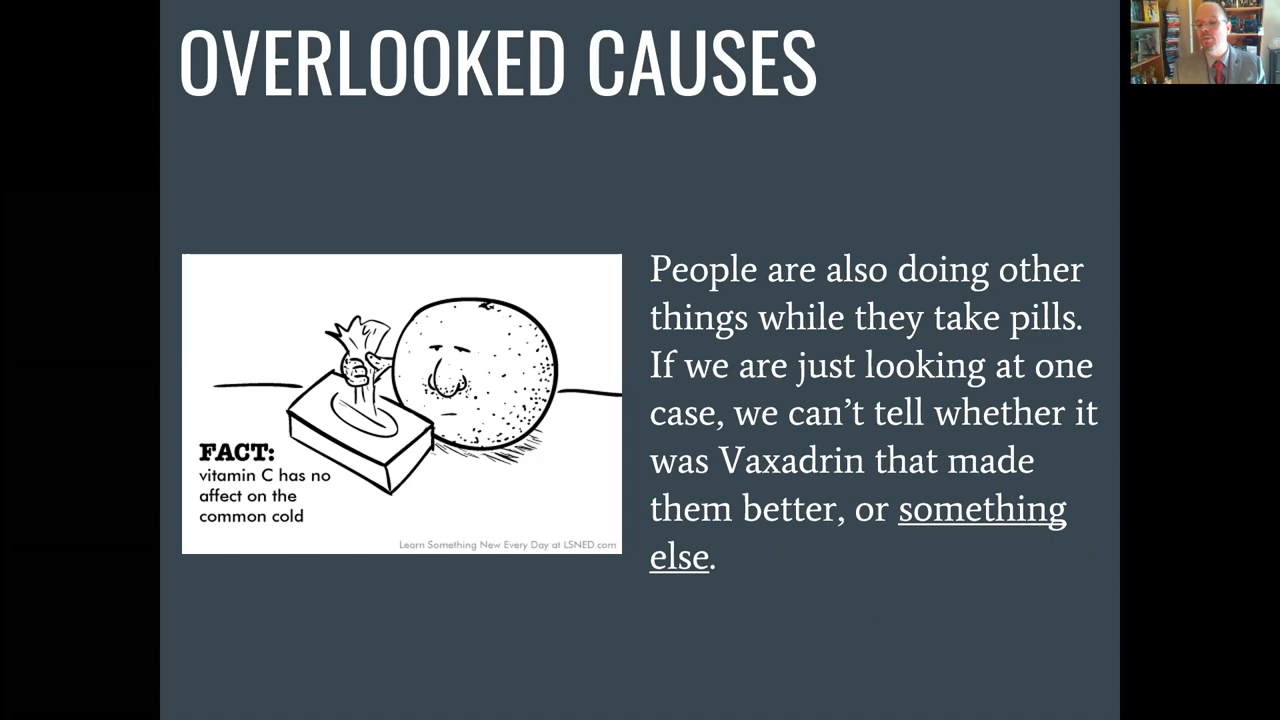 OVERLOOKED CAUSES
People are also doing other
things while they take pills.
If we are just looking at one
case, we can’t tell whether it
was Vaxadrin that made
them better, or something
else.
FACT:
vitamin C has no
affect on the
common cold
Learn Something New Every Day at LSNED.com